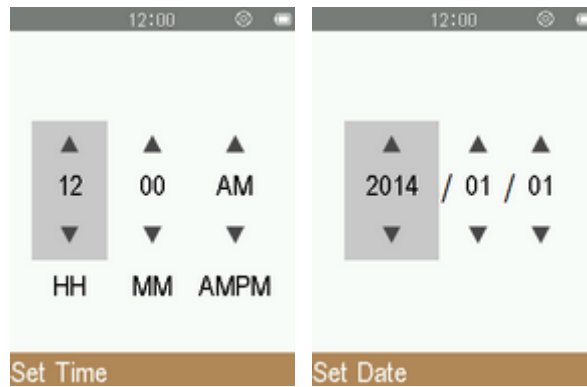 12:00
12 00 AM
HH MM AMPM
Set Time
12:00
2014 / 01 / 01
Set Date